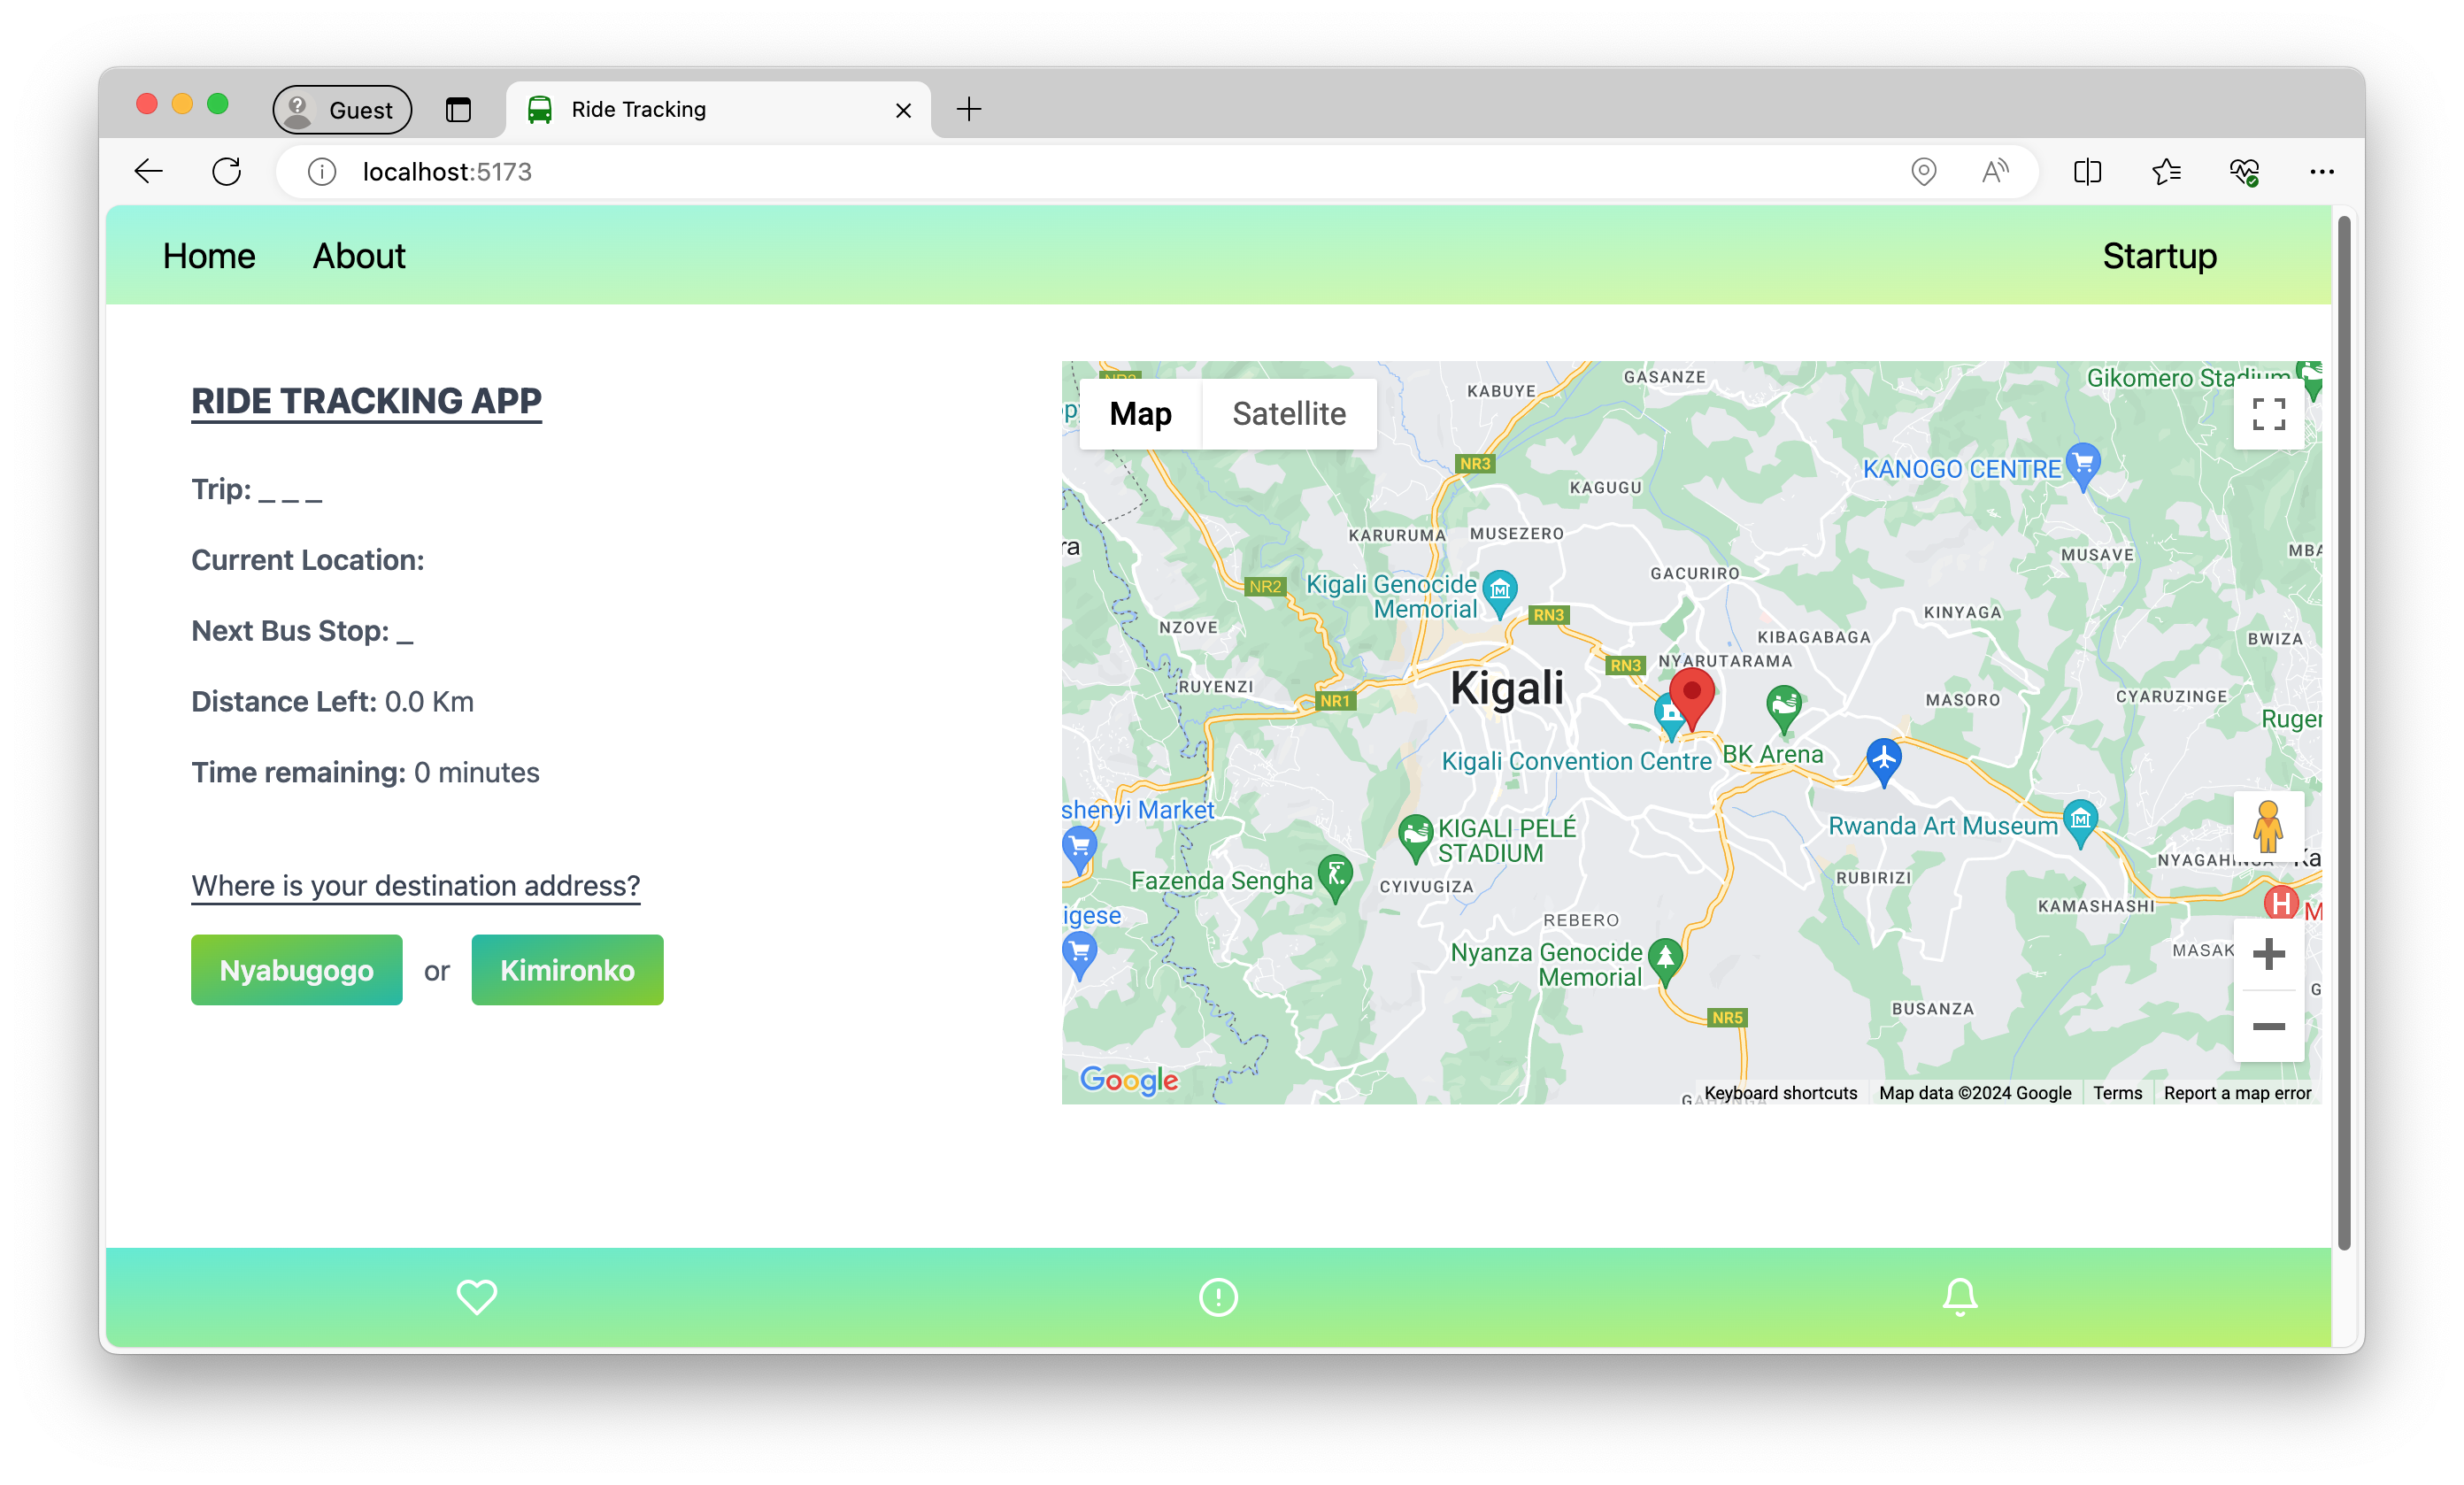 Guest
Ride Tracking
localhost:5173
Home
About
Startup
RIDE TRACKING APP
Trip: _ _ _
Current Location:
Next Bus Stop: _
Distance Left: 0.0 Km
Time remaining: 0 minutes
Where is your destination address?
Nyabugogo
or
Kimironko
Map
Satellite
KABUYE
GASANZE
Gikomero Stadium
NR3
KAGUGU
KANOGO CENTRE
KARURUMA
MUSEZERO
MUSAVE
GACURIRO
NR2
Kigali Genocide
Memorial
RN3
NZOVE
KINYAGA
KIBAGABAGA
BWIZA
RN3
NYARUTARAMA
Kigali
RUYENZI
NR1
MASORO
CYARUZINGE
Kigali Convention Centre
BK Arena
shenyi Market
KIGALI PELÉ
STADIUM
Rwanda Art Museum
Fazenda Sengha
CYIVUGIZA
RUBIRIZI
KAMASHASHI
igese
REBERO
Nyanza Genocide
Memorial
MASAK
NR5
BUSANZA
Google
Keyboard shortcuts
Map data ©2024 Google
Terms
Report a map error